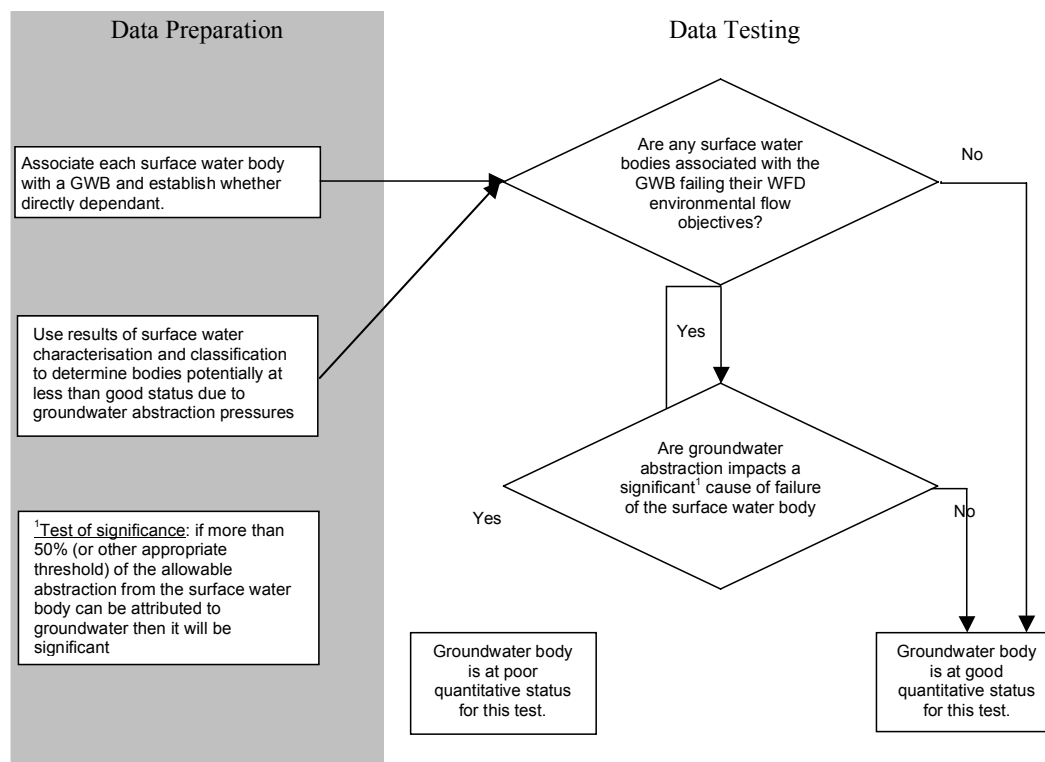 Data Preparation
Data Testing
Associate each surface water body
with a GWB and establish whether
directly dependant.
Use results of surface water
characterisation and classification
to determine bodies potentially at
less than good status due to
groundwater abstraction pressures
¹Test of significance: if more than
50% (or other appropriate
threshold) of the allowable
abstraction from the surface water
body can be attributed to
groundwater then it will be
significant
Are any surface water
bodies associated with the
GWB failing their WFD
environmental flow
objectives?
No
Yes
Are groundwater
abstraction impacts a
significant¹ cause of failure
of the surface water body
Yes
No
Groundwater body
is at poor
quantitative status
for this test.
Groundwater body
is at good
quantitative status
for this test.